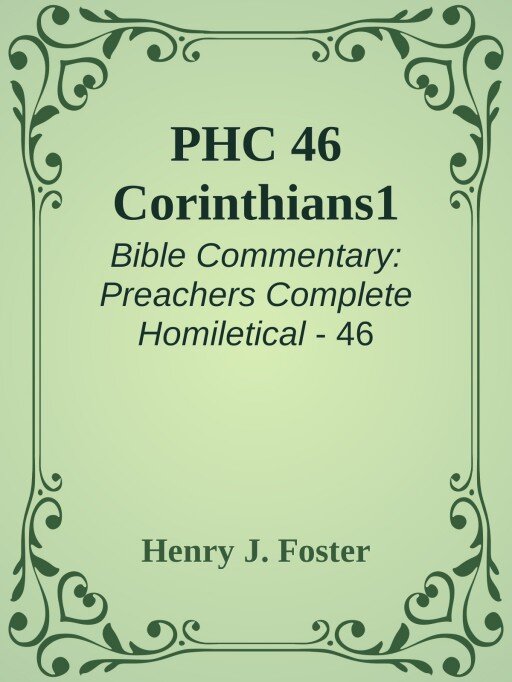 PHC 46
Corinthians1
Bible Commentary:
Preachers Complete
Homiletical - 46
Henry J. Foster